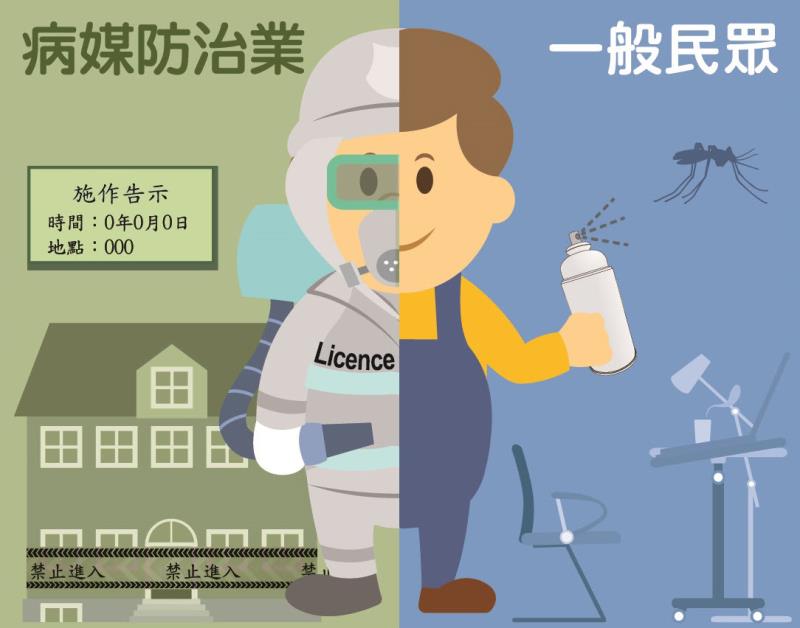 病媒防治業
一般民眾
施作告示
時間：0年0月0日
地點：000
Licence
禁止進入 禁止進入 禁止